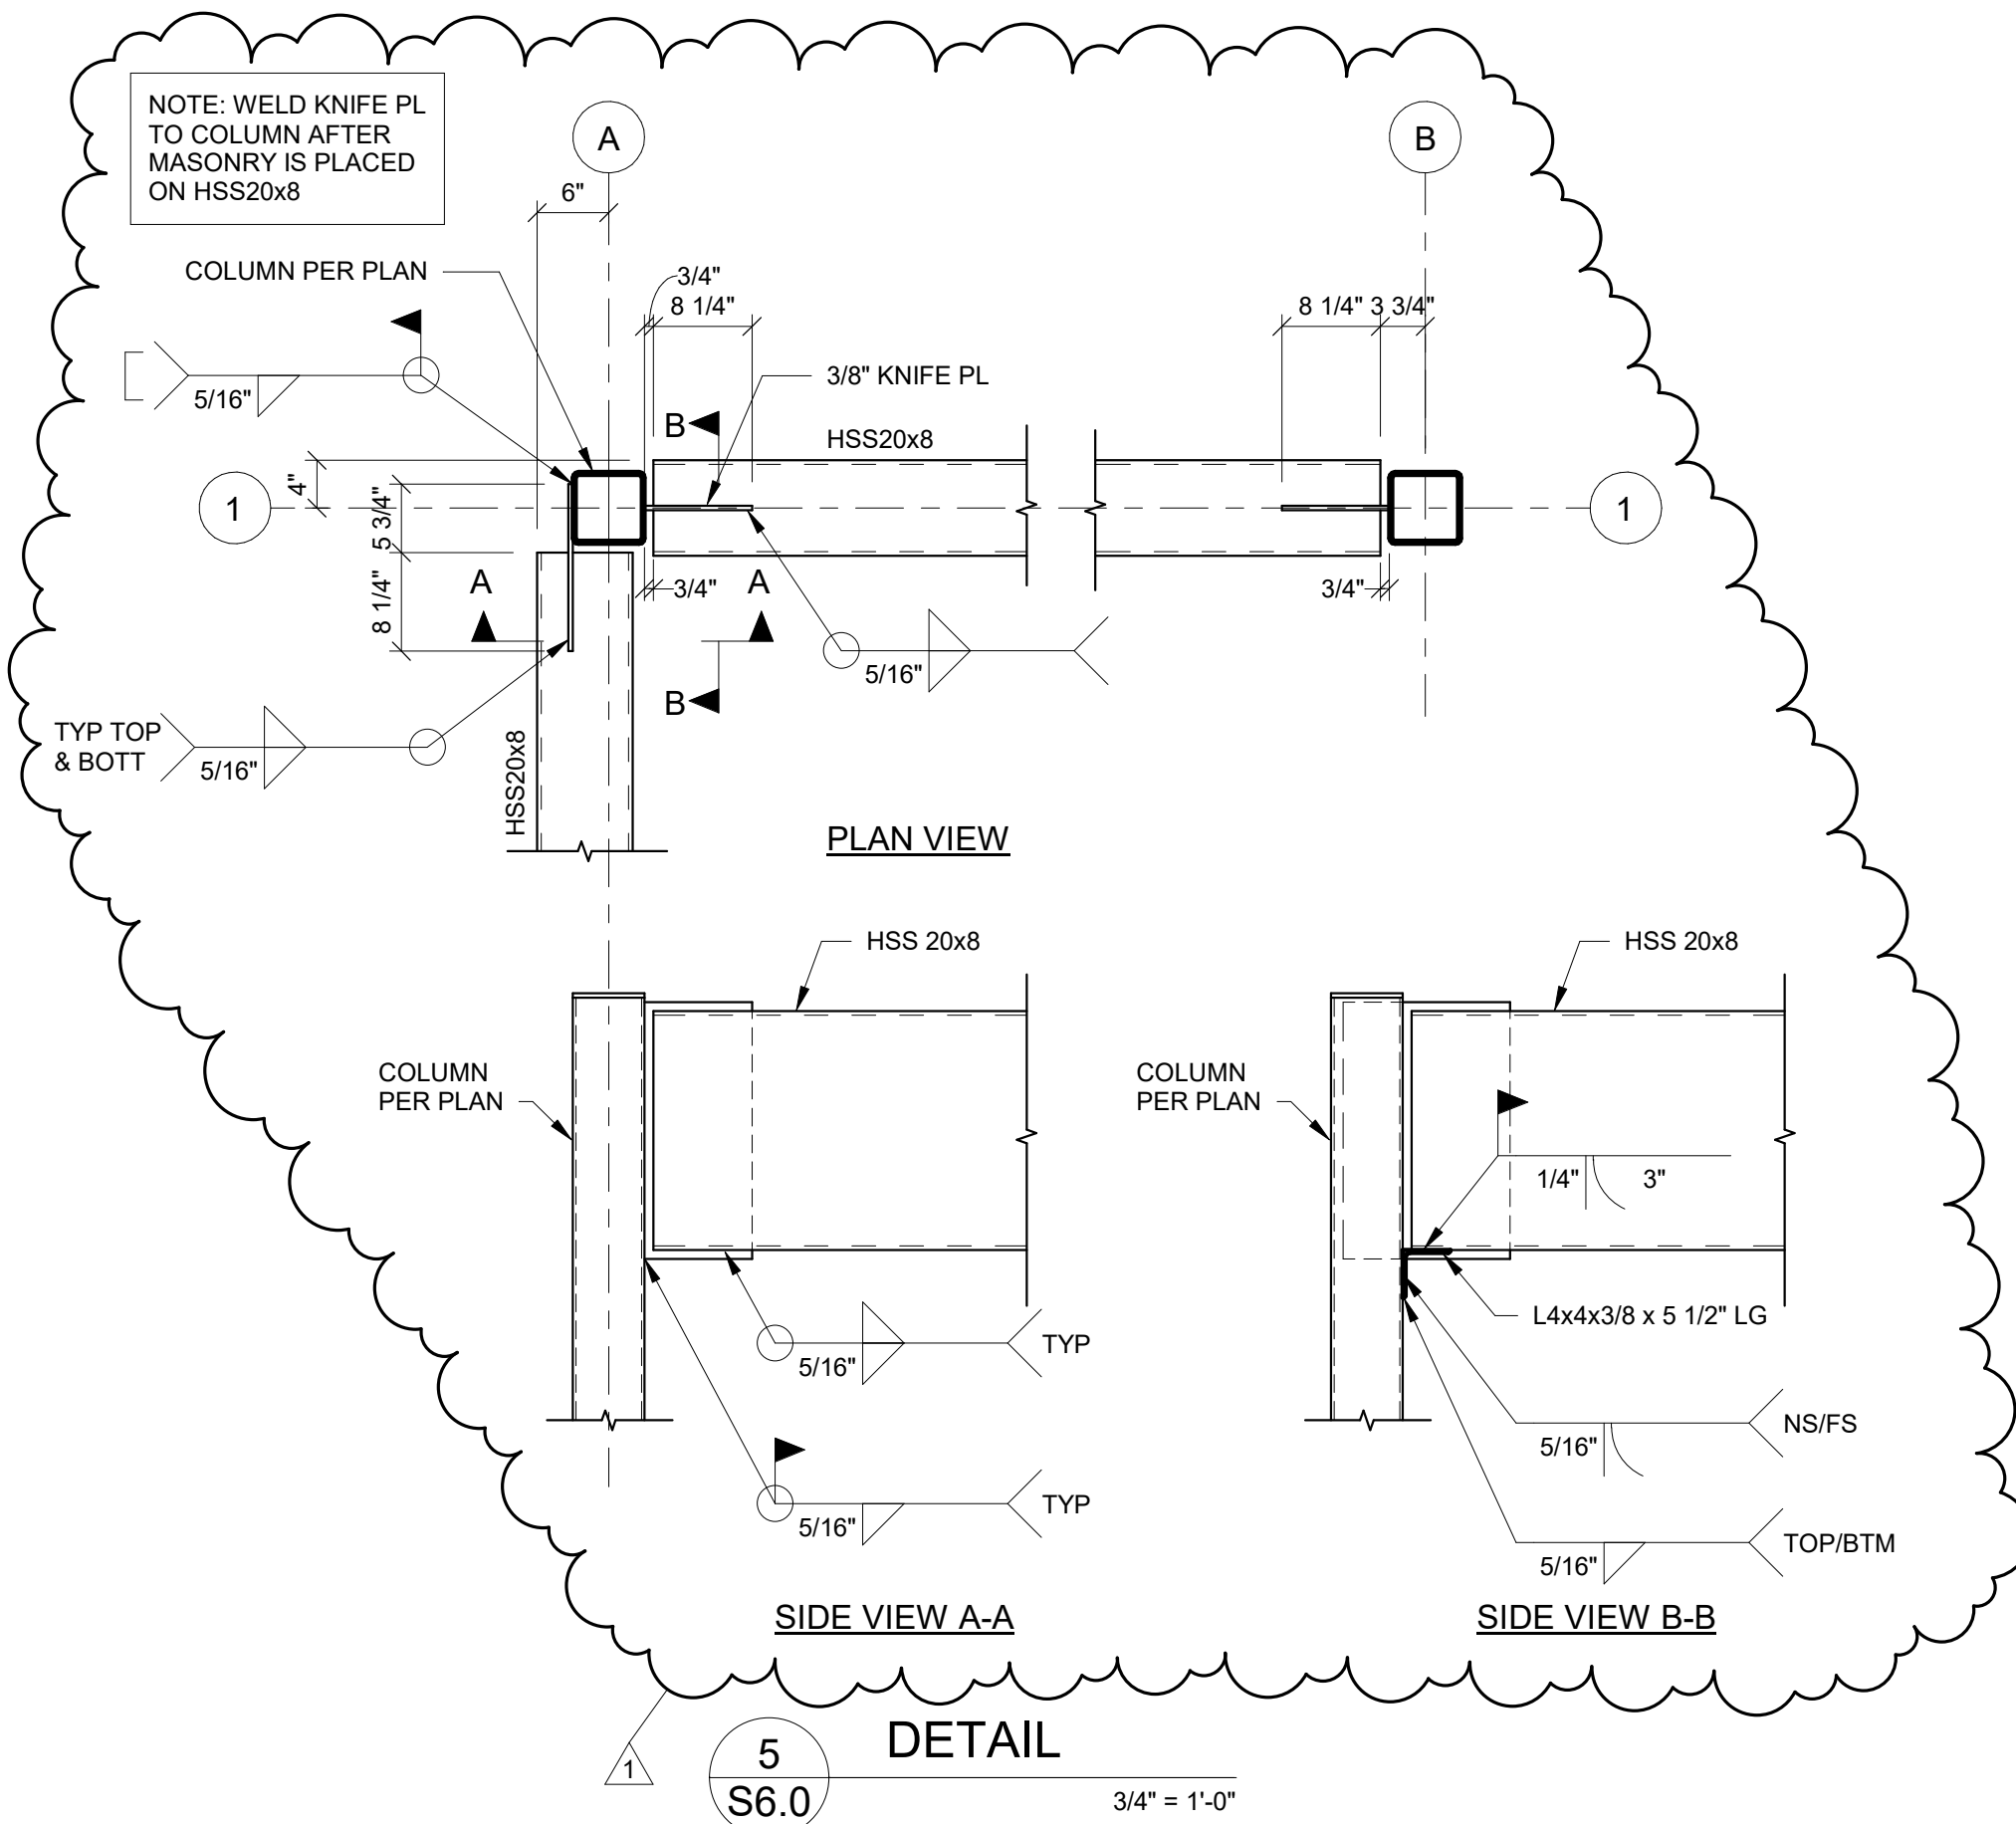 NOTE: WELD KNIFE PL
TO COLUMN AFTER
MASONRY IS PLACED
ON HSS20x8
A
B
6"
COLUMN PER PLAN
3/4"
8 1/4"
8 1/4" 3 3/4"
5/16"
3/8" KNIFE PL
B
HSS20x8
1
4"
5 3/4"
8 1/4"
1
A
3/4"
A
3/4"
5/16"
B
TYP TOP
& BOTT
5/16"
HSS20x8
PLAN VIEW
HSS 20x8
COLUMN
PER PLAN
5/16"
TYP
5/16"
TYP
SIDE VIEW A-A
HSS 20x8
COLUMN
PER PLAN
1/4"
3"
L4x4x3/8 x 5 1/2" LG
5/16"
NS/FS
5/16"
TOP/BTM
SIDE VIEW B-B
1
5
S6.0
DETAIL
3/4" = 1'-0"